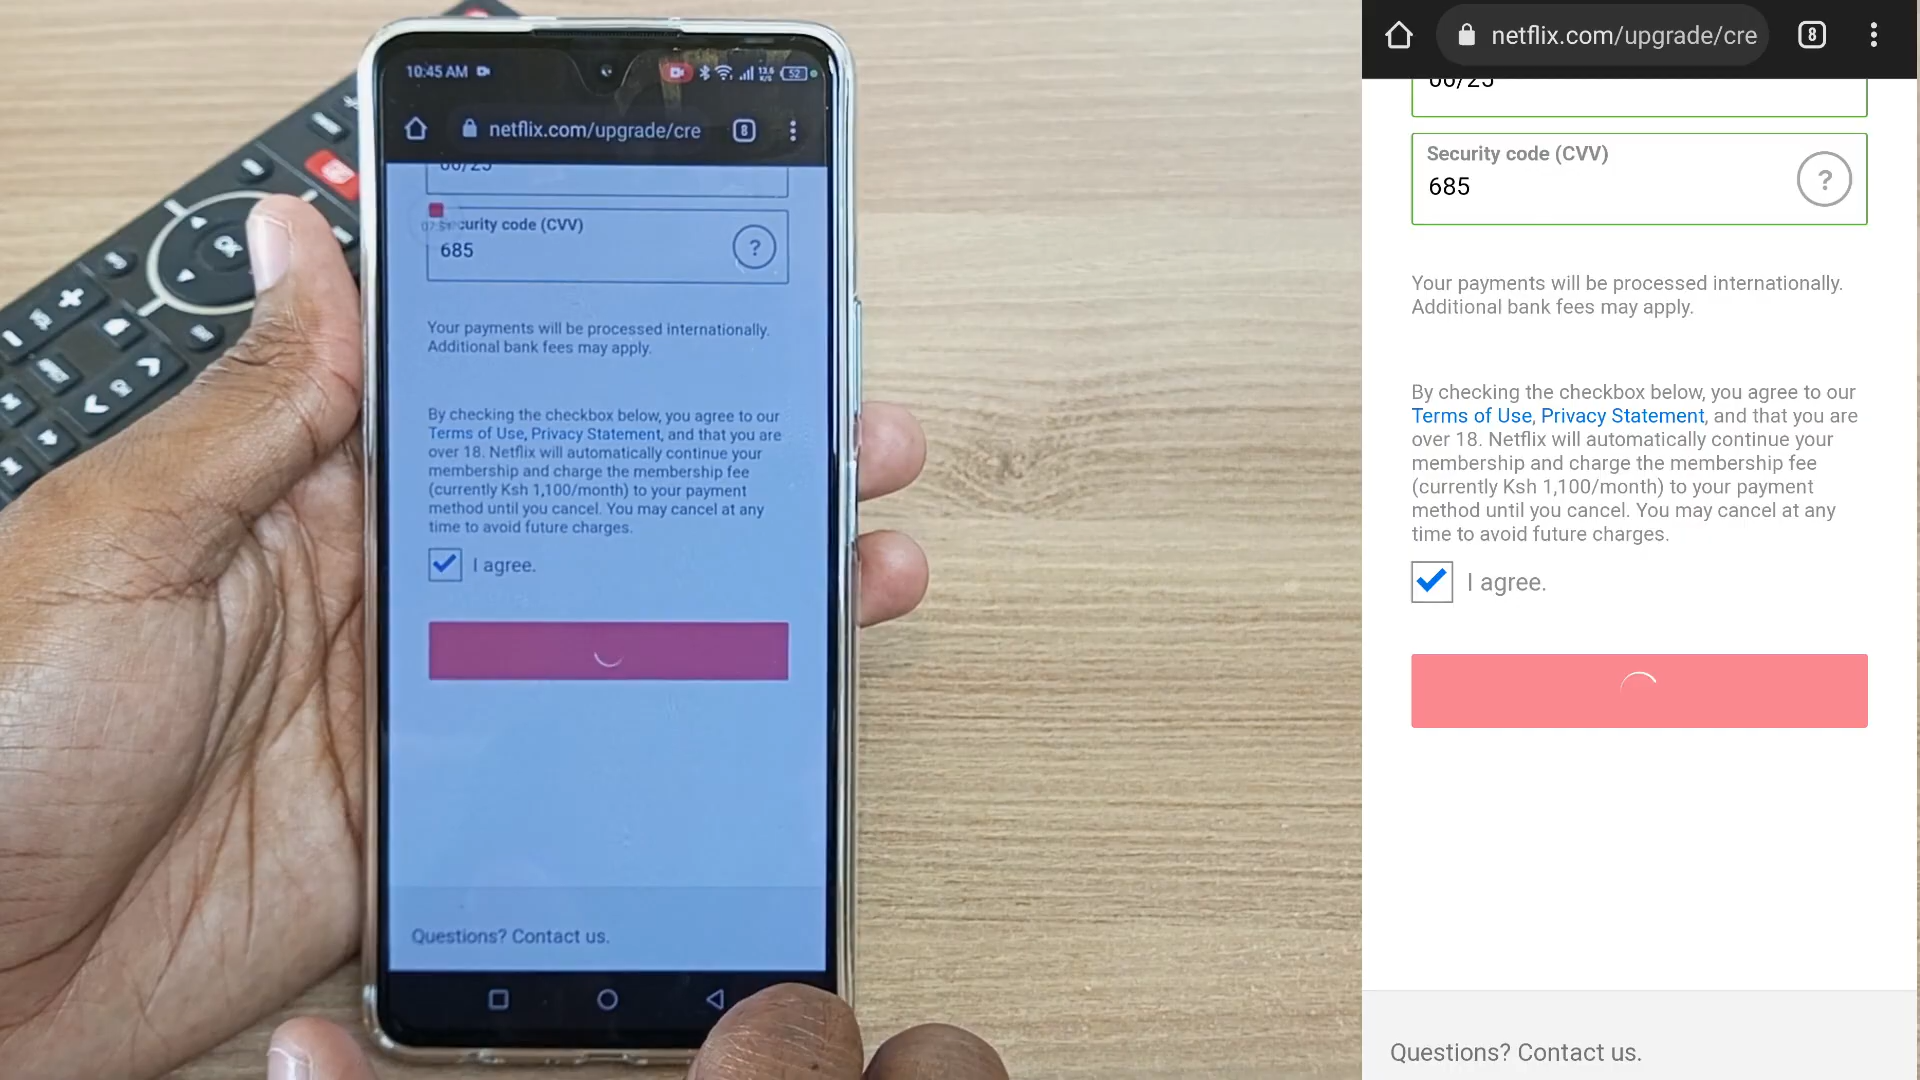 10:45 AM
52
netflix.com/upgrade/cre
8
06/25
Security code (CVV)
685
?
Your payments will be processed internationally.
Additional bank fees may apply.
By checking the checkbox below, you agree to our
Terms of Use, Privacy Statement, and that you are
over 18. Netflix will automatically continue your
membership and charge the membership fee
(currently Ksh 1,100/month) to your payment
method until you cancel. You may cancel at any
time to avoid future charges.
I agree.
Questions? Contact us.
OK
netflix.com/upgrade/cre
8
06/25
Security code (CVV)
685
?
Your payments will be processed internationally.
Additional bank fees may apply.
By checking the checkbox below, you agree to our
Terms of Use, Privacy Statement, and that you are
over 18. Netflix will automatically continue your
membership and charge the membership fee
(currently Ksh 1,100/month) to your payment
method until you cancel. You may cancel at any
time to avoid future charges.
I agree.
Questions? Contact us.